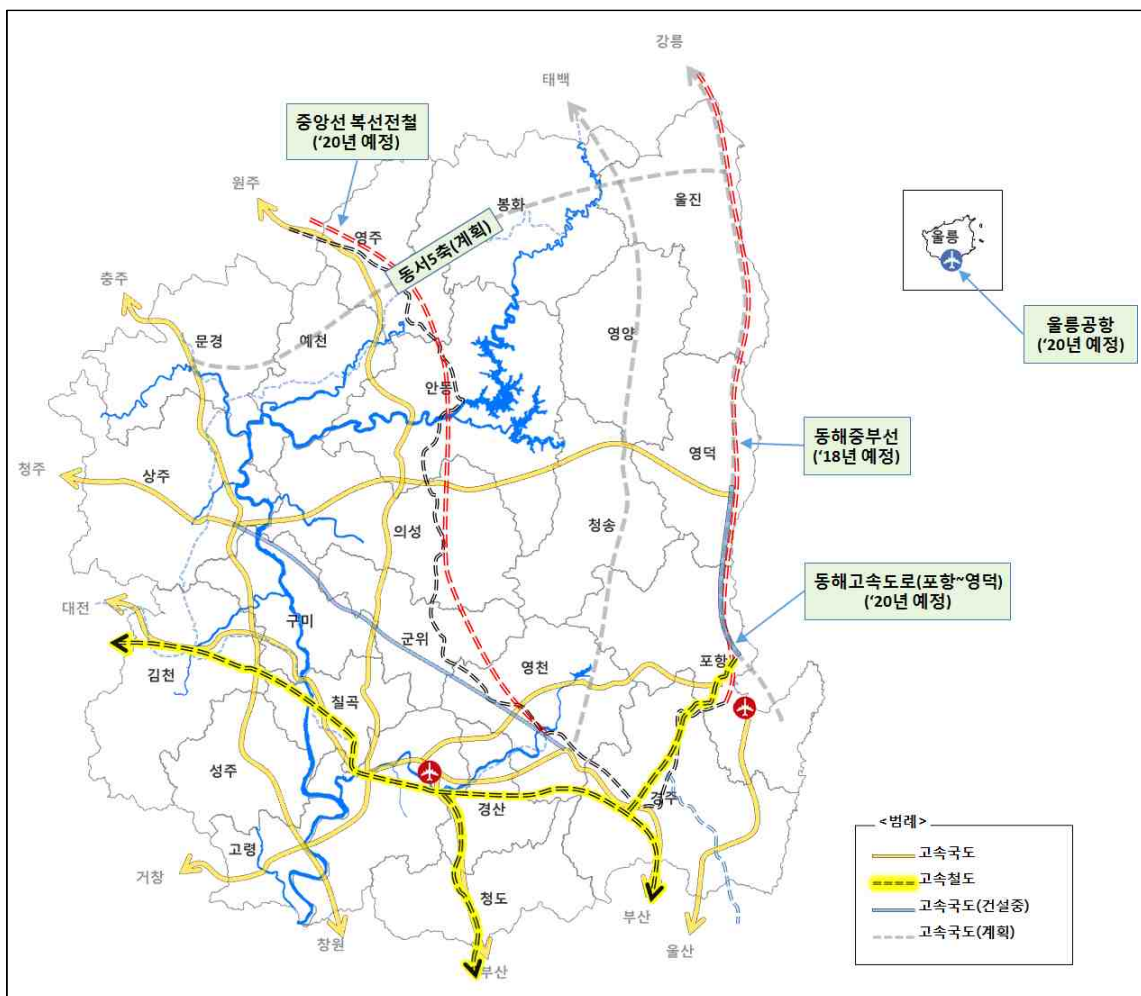 강릉
태백
중앙선 복선전철
(‘20년 예정)
원주
봉화
울진
영주
울릉
동서5축(계획)
충주
울릉공항
(‘20년 예정)
문경
예천
영양
안동
동해중부선
(‘18년 예정)
영덕
청주
상주
의성
청송
동해고속도로(포항~영덕)
(‘20년 예정)
대전
구미
군위
영천
포항
김천
칠곡
성주
경산
경주
<범례>
고속국도
고령
거창
고속철도
청도
고속국도(건설중)
부산
고속국도(계획)
창원
울산
부산